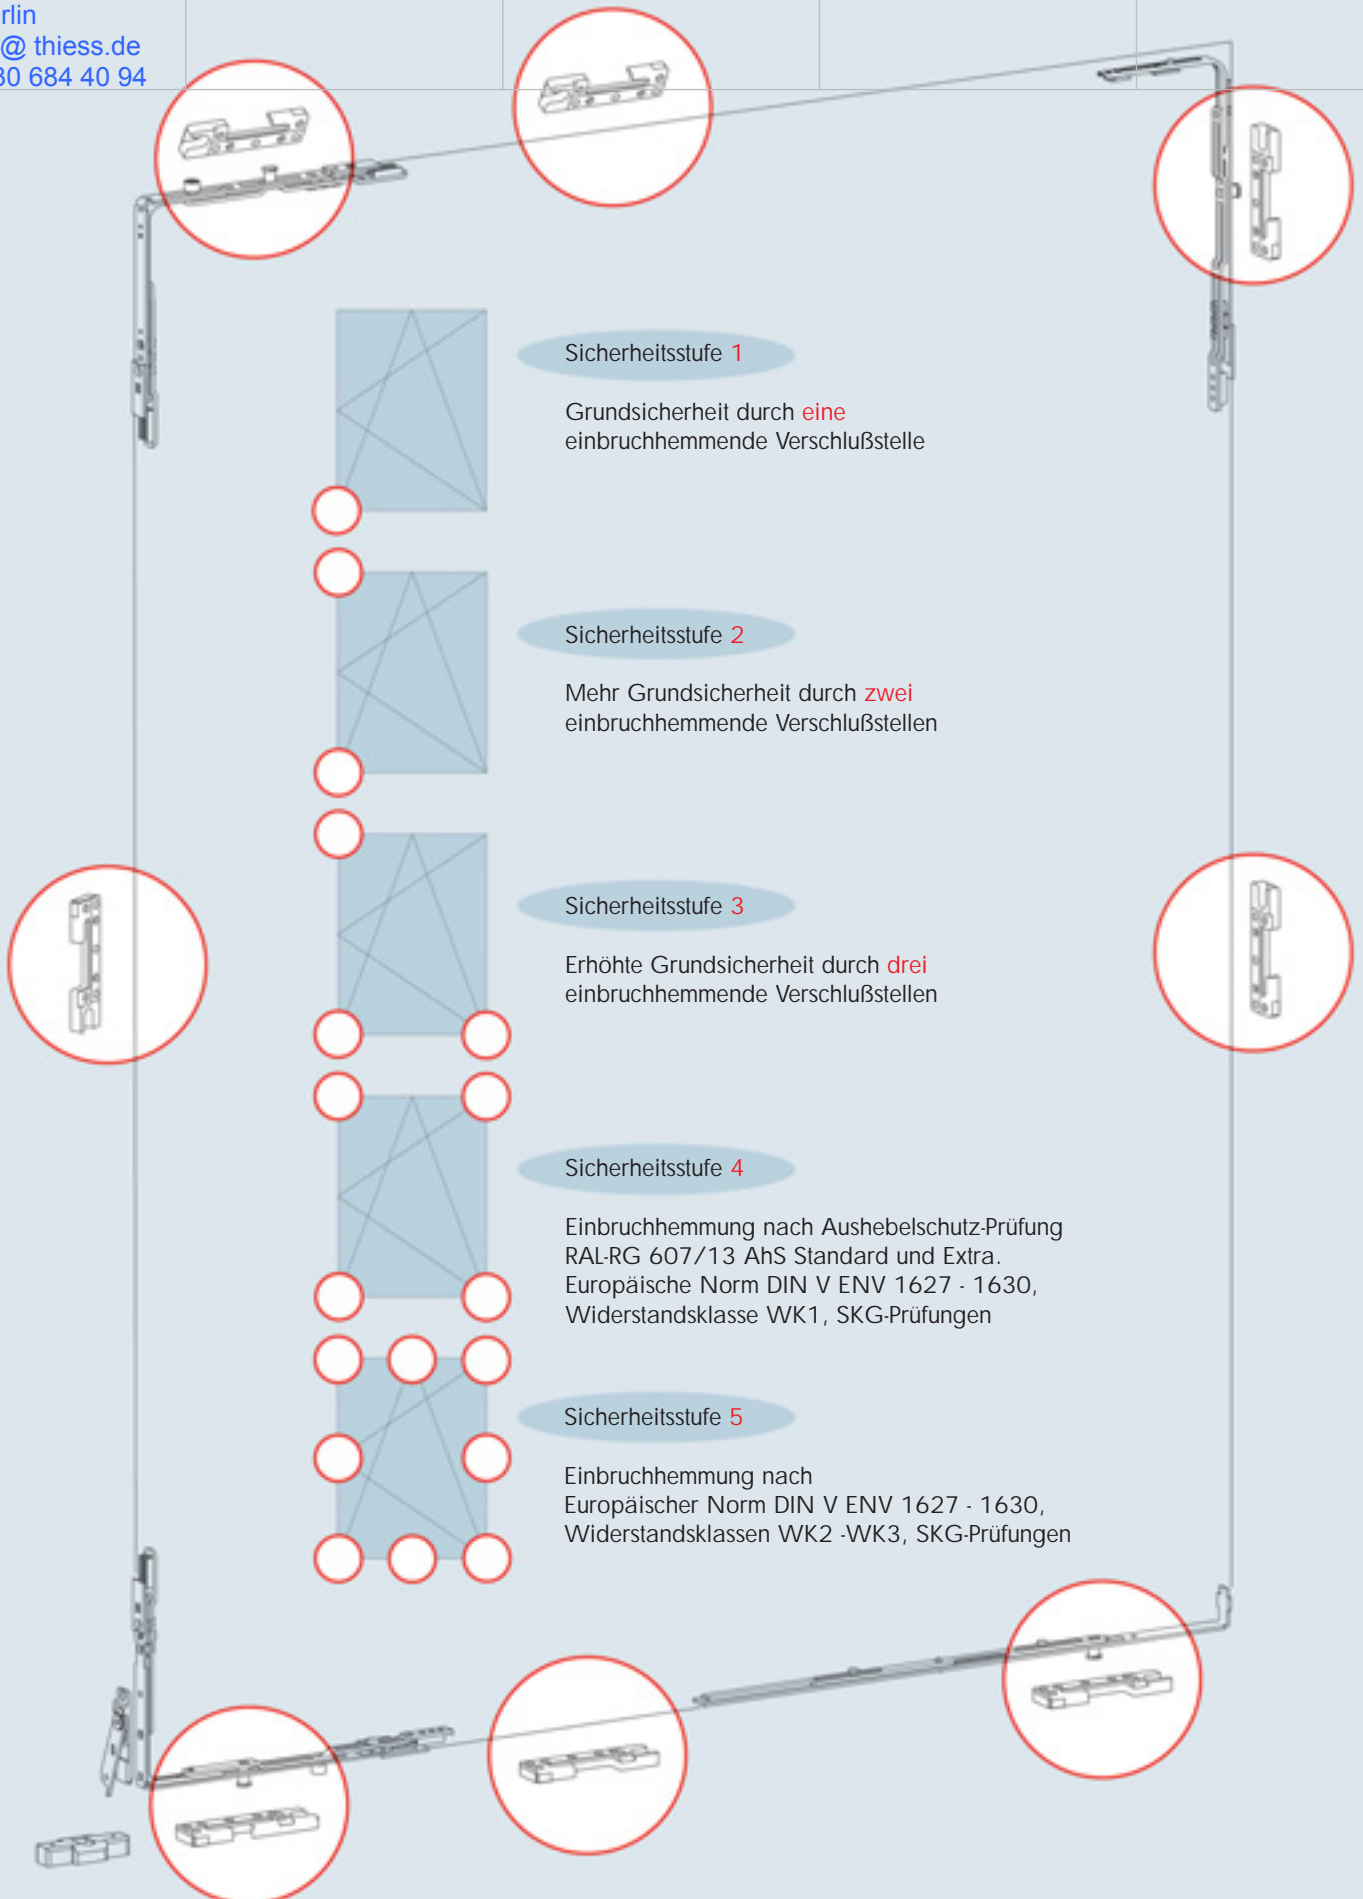 @ thiess.de
684 40 94
Sicherheitsstufe 1
Grundsicherheit durch eine
einbruchhemmende Verschlußstelle
Sicherheitsstufe 2
Mehr Grundsicherheit durch zwei
einbruchhemmende Verschlußstellen
Sicherheitsstufe 3
Erhöhte Grundsicherheit durch drei
einbruchhemmende Verschlußstellen
Sicherheitsstufe 4
Einbruchhemmung nach Aushebelschutz-Prüfung
RAL-RG 607/13 AhS Standard und Extra.
Europäische Norm DIN V ENV 1627 - 1630,
Widerstandsklasse WK1, SKG-Prüfungen
Sicherheitsstufe 5
Einbruchhemmung nach
Europäischer Norm DIN V ENV 1627 - 1630,
Widerstandsklassen WK2 -WK3, SKG-Prüfungen